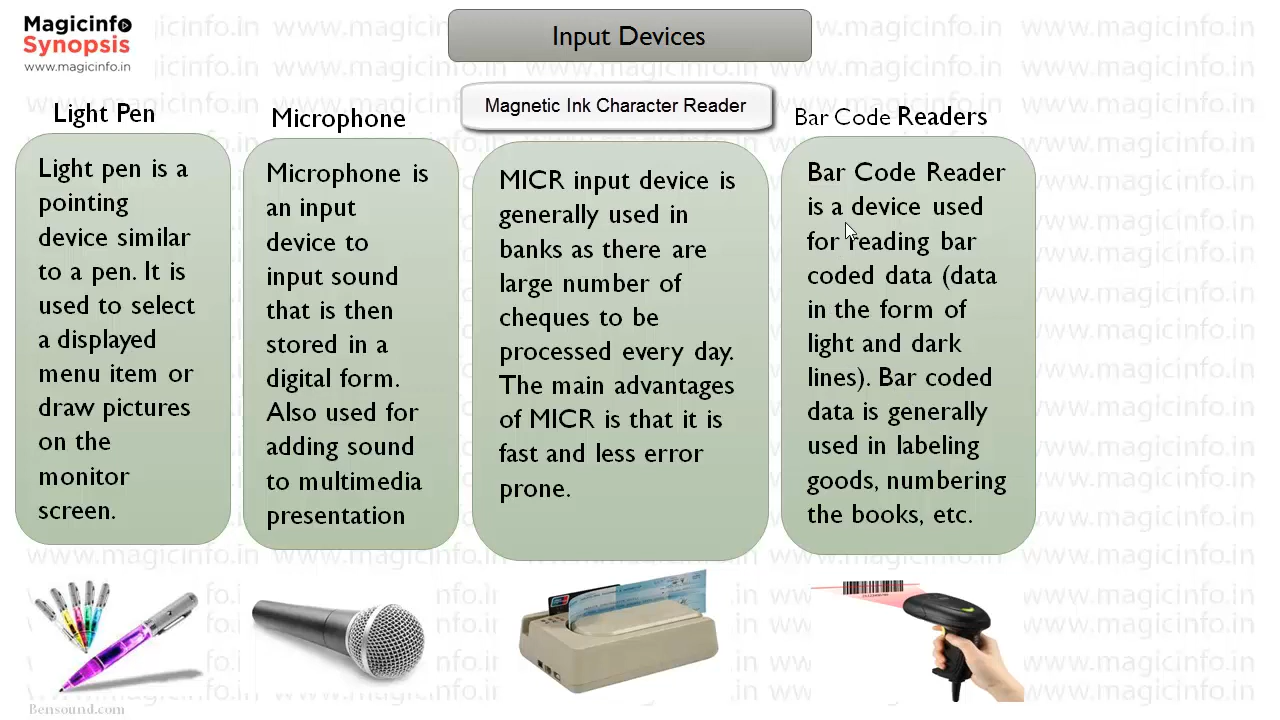 Magicinfo
Synopsis
www.magicinfo.in
Input Devices
Light Pen
Light pen is a
pointing
device similar
to a pen. It is
used to select
a displayed
menu item or
draw pictures
on the
monitor
screen.
Microphone
Microphone is
an input
device to
input sound
that is then
stored in a
digital form.
Also used for
adding sound
to multimedia
presentation
Magnetic Ink Character Reader
MICR input device is
generally used in
banks as there are
large number of
cheques to be
processed every day.
The main advantages
of MICR is that it is
fast and less error
prone.
Bar Code Readers
Bar Code Reader
is a device used
for reading bar
coded data (data
in the form of
light and dark
lines). Bar coded
data is generally
used in labeling
goods, numbering
the books, etc.
Bensound.com